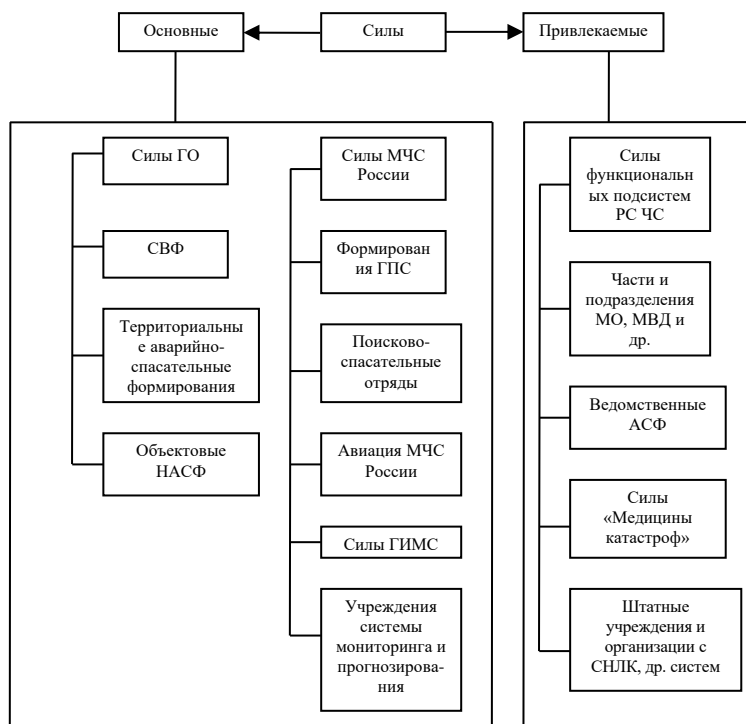 Основные
Силы
Привлекаемые
Силы ГО
СВФ
Территориальны
е аварийно-
спасательные
формирования
Объектовые
НАСФ
Силы МЧС
России
Формирован
ия ГПС
Поисково-
спасательные
отряды
Авиация МЧС
России
Силы ГИМС
Учреждения
системы
мониторинга и
прогнозирова-
ния
Силы
функциональн
ых подсистем
РС ЧС
Части и
подразделения
МО, МВД и
др.
Ведомственные
АСФ
Силы
«Медицины
катастроф»
Штатные
учреждения и
организации с
СНЛК, др. систем